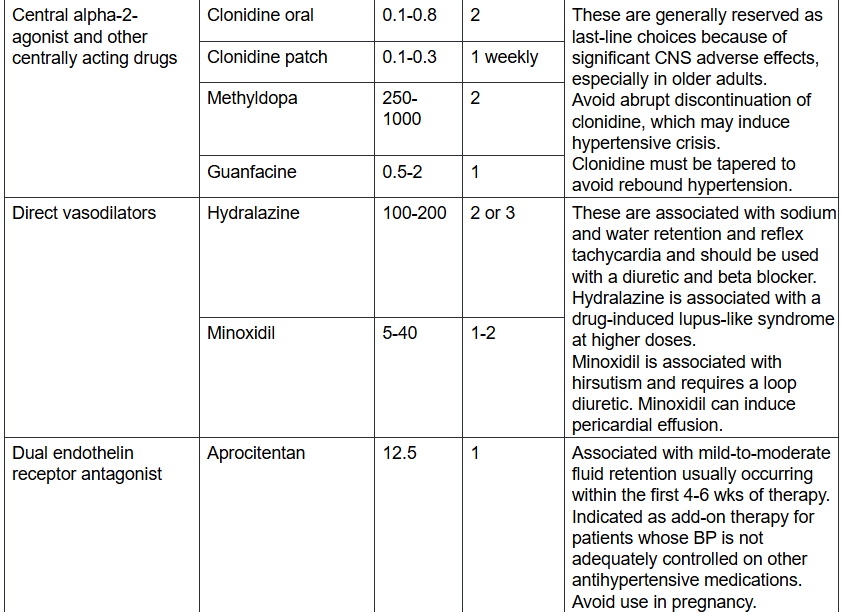 Central alpha-2-
agonist and other
centrally acting drugs
Clonidine oral
0.1-0.8
2
These are generally reserved as
last-line choices because of
significant CNS adverse effects,
especially in older adults.
Avoid abrupt discontinuation of
clonidine, which may induce
hypertensive crisis.
Clonidine must be tapered to
avoid rebound hypertension.
Clonidine patch
0.1-0.3
1 weekly
Methyldopa
250-
1000
2
Guanfacine
0.5-2
1
Direct vasodilators
Hydralazine
100-200
2 or 3
These are associated with sodium
and water retention and reflex
tachycardia and should be used
with a diuretic and beta blocker.
Hydralazine is associated with a
drug-induced lupus-like syndrome
at higher doses.
Minoxidil is associated with
hirsutism and requires a loop
diuretic. Minoxidil can induce
pericardial effusion.
Minoxidil
5-40
1-2
Dual endothelin
receptor antagonist
Aprocitentan
12.5
1
Associated with mild-to-moderate
fluid retention usually occurring
within the first 4-6 wks of therapy.
Indicated as add-on therapy for
patients whose BP is not
adequately controlled on other
antihypertensive medications.
Avoid use in pregnancy.